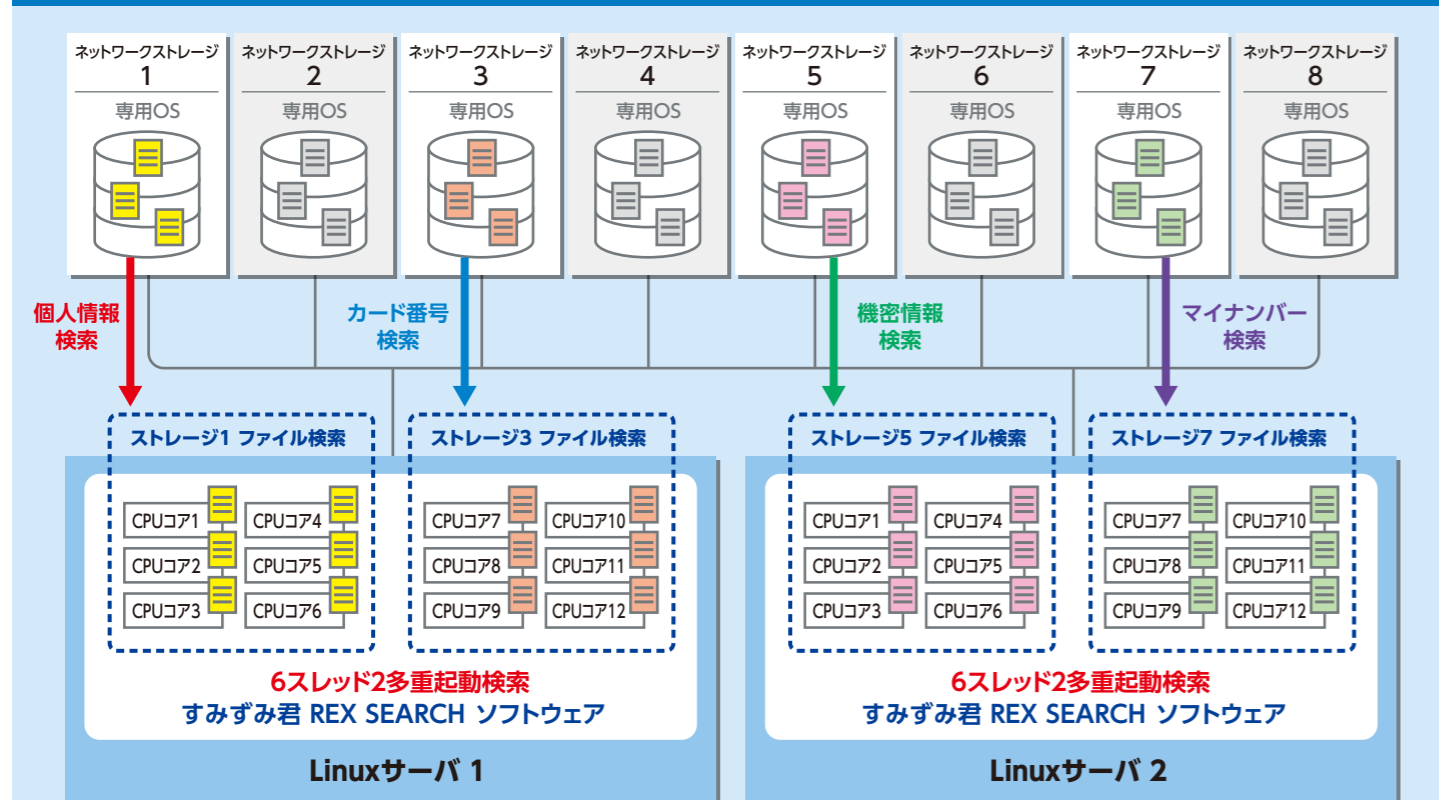 ネットワークストレージ
1
専用OS
ネットワークストレージ
2
専用OS
ネットワークストレージ
3
専用OS
ネットワークストレージ
4
専用OS
ネットワークストレージ
5
専用OS
ネットワークストレージ
6
専用OS
ネットワークストレージ
7
専用OS
ネットワークストレージ
8
専用OS
個人情報
検索
カード番号
検索
機密情報
検索
マイナンバー
検索
ストレージ1 ファイル検索
CPUコア1
CPUコア2
CPUコア3
CPUコア4
CPUコア5
CPUコア6
ストレージ3 ファイル検索
CPUコア7
CPUコア8
CPUコア9
CPUコア10
CPUコア11
CPUコア12
6スレッド2多重起動検索
すみずみ君 REX SEARCH ソフトウェア
Linuxサーバ 1
ストレージ5 ファイル検索
CPUコア1
CPUコア2
CPUコア3
CPUコア4
CPUコア5
CPUコア6
ストレージ7 ファイル検索
CPUコア7
CPUコア8
CPUコア9
CPUコア10
CPUコア11
CPUコア12
6スレッド2多重起動検索
すみずみ君 REX SEARCH ソフトウェア
Linuxサーバ 2